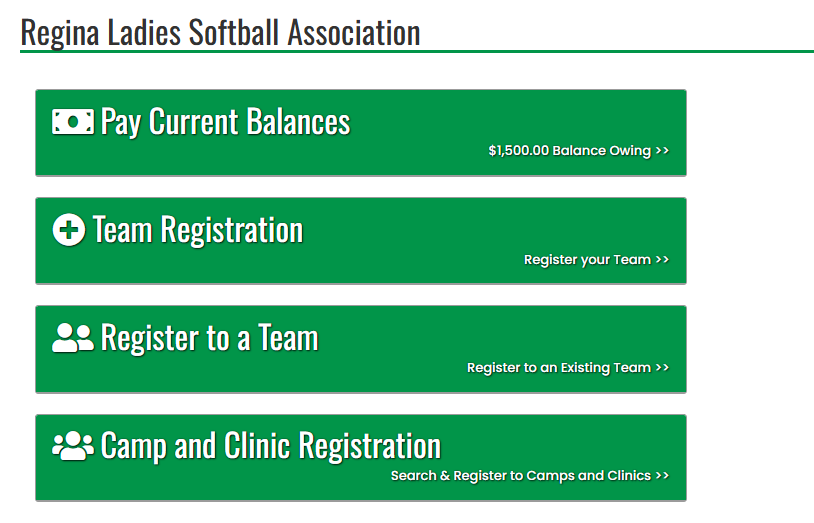 Regina Ladies Softball Association
Pay Current Balances
$1,500.00 Balance Owing >>
Team Registration
Register your Team >>
Register to a Team
Register to an Existing Team >>
Camp and Clinic Registration
Search & Register to Camps and Clinics >>